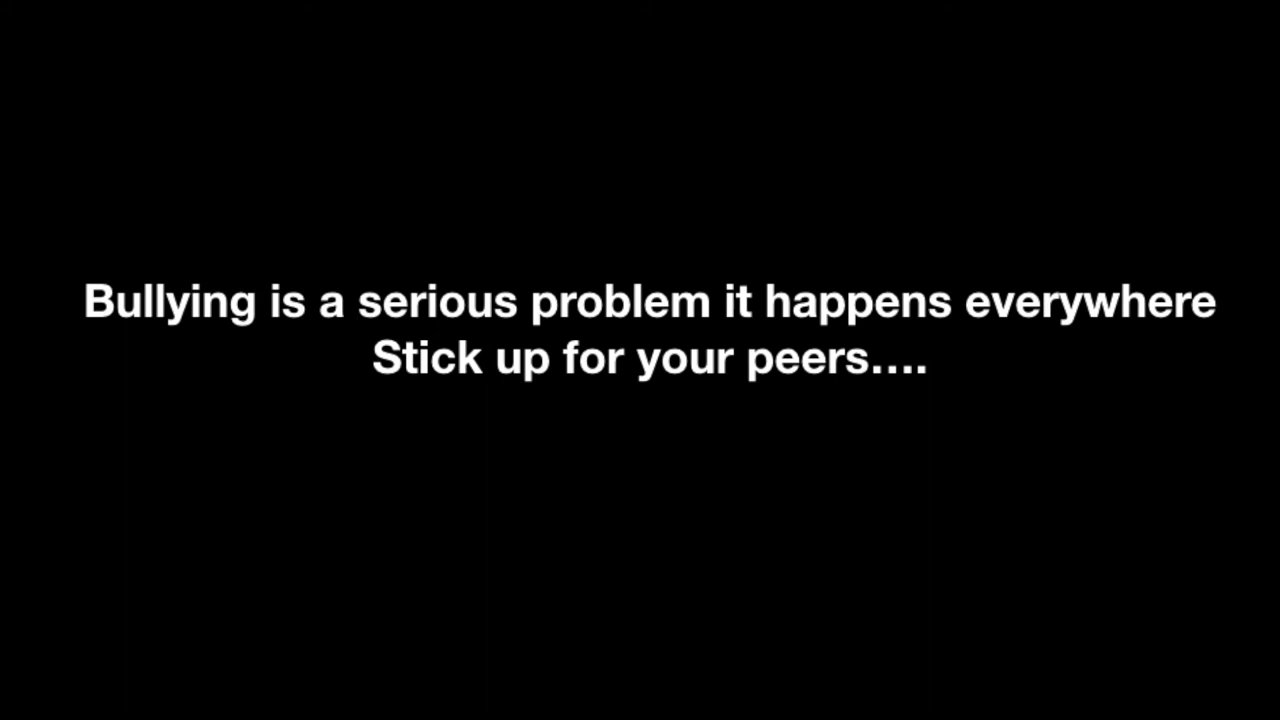 Bullying is a serious problem it happens everywhere
Stick up for your peers....